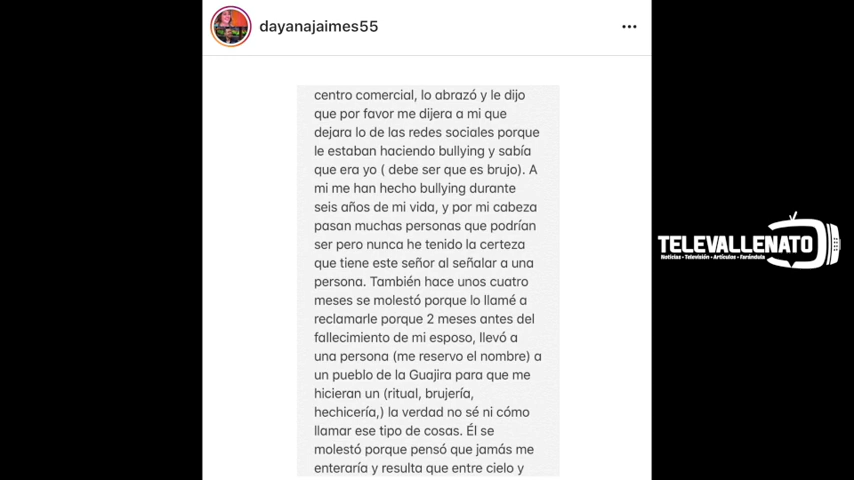 dayanajaimes55
centro comercial, lo abrazó y le dijo
que por favor me dijera a mi que
dejara lo de las redes sociales porque
le estaban haciendo bullying y sabía
que era yo ( debe ser que es brujo). A
mi me han hecho bullying durante
seis años de mi vida, y por mi cabeza
pasan muchas personas que podrían
ser pero nunca he tenido la certeza
que tiene este señor al señalar a una
persona. También hace unos cuatro
meses se molestó porque lo llamé a
reclamarle porque 2 meses antes del
fallecimiento de mi esposo, llevó a
una persona (me reservo el nombre) a
un pueblo de la Guajira para que me
hicieran un (ritual, brujería,
hechicería,) la verdad no sé ni cómo
llamar ese tipo de cosas. Él se
molestó porque pensó que jamás me
enteraría y resulta que entre cielo y
TELEVALLENATO
Noticias • Televisión • Artículos • Farándula